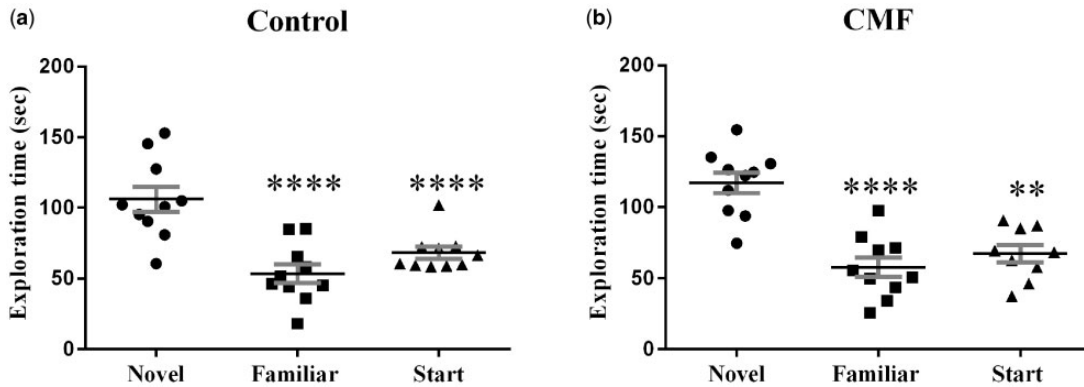 (a) Control
Exploration time (sec)
200
150
100
50
0
**** ****
Novel Familiar Start
(b) CMF
Exploration time (sec)
200
150
100
50
0
**** **
Novel Familiar Start